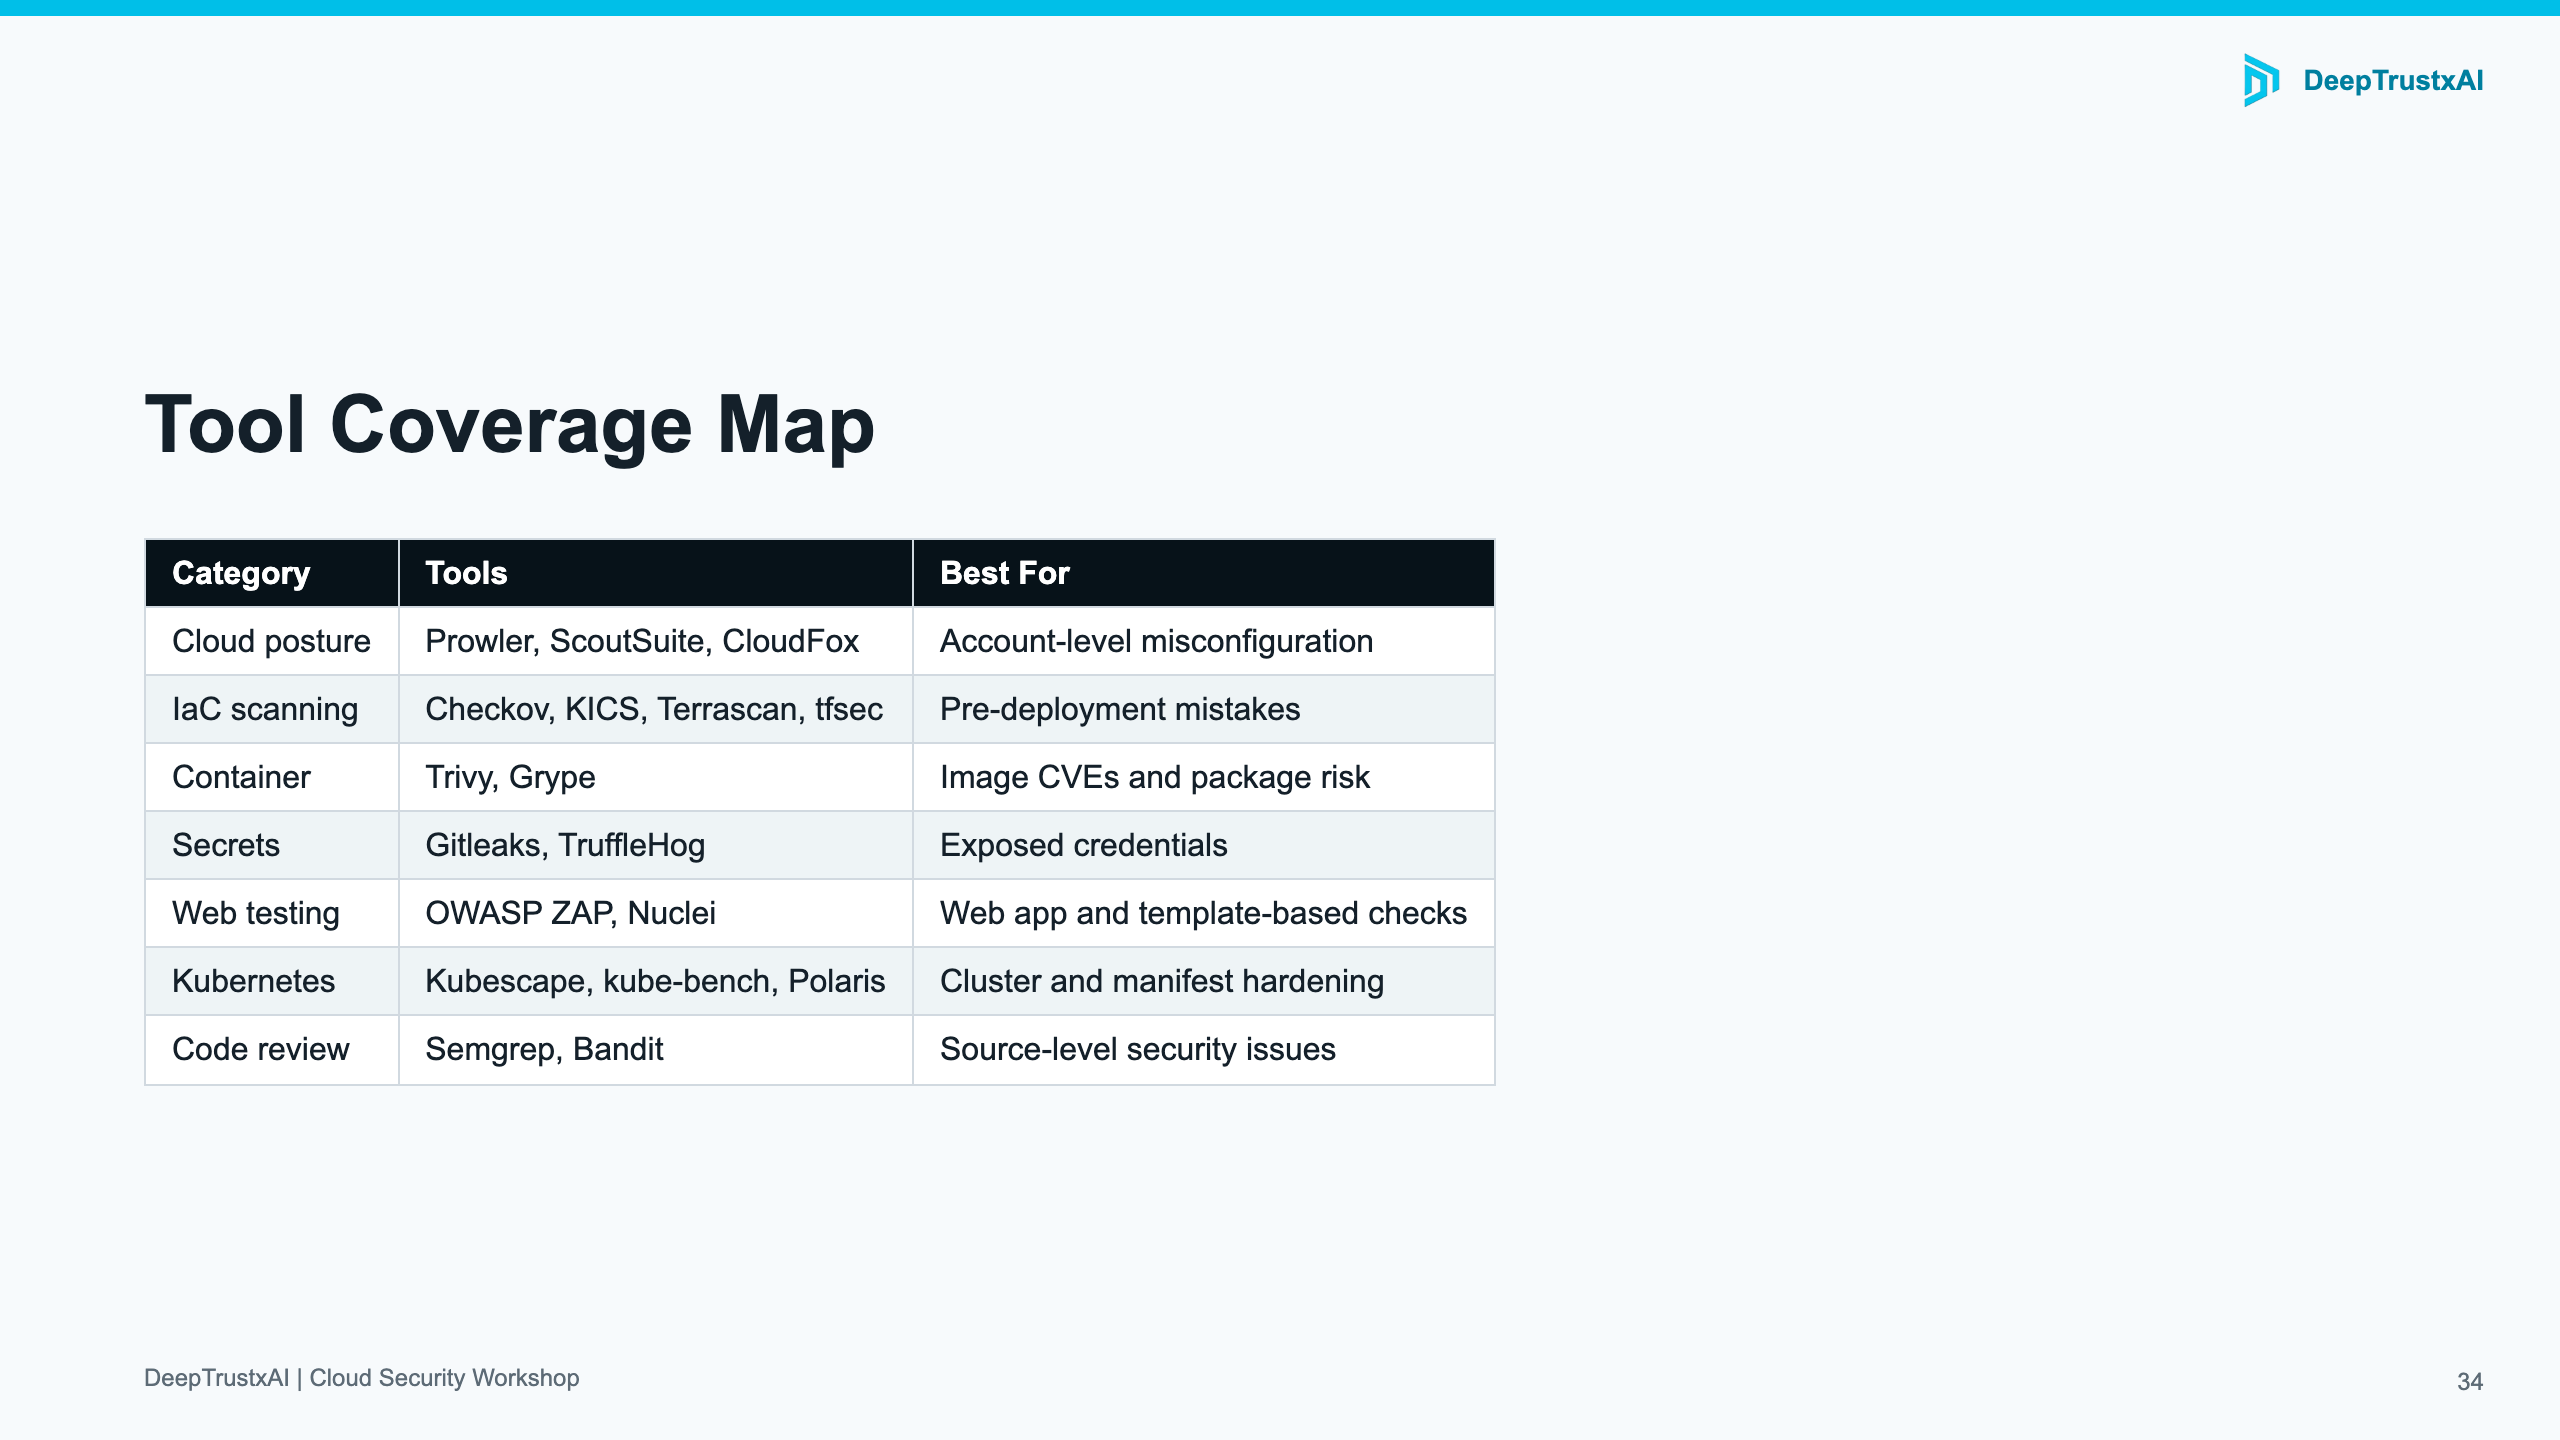 DeepTrustxAI
Tool Coverage Map
Category Tools Best For
Cloud posture Prowler, ScoutSuite, CloudFox Account-level misconfiguration
IaC scanning Checkov, KICS, Terrascan, tfsec Pre-deployment mistakes
Container Trivy, Grype Image CVEs and package risk
Secrets Gitleaks, TruffleHog Exposed credentials
Web testing OWASP ZAP, Nuclei Web app and template-based checks
Kubernetes Kubescape, kube-bench, Polaris Cluster and manifest hardening
Code review Semgrep, Bandit Source-level security issues
DeepTrustxAI | Cloud Security Workshop
34